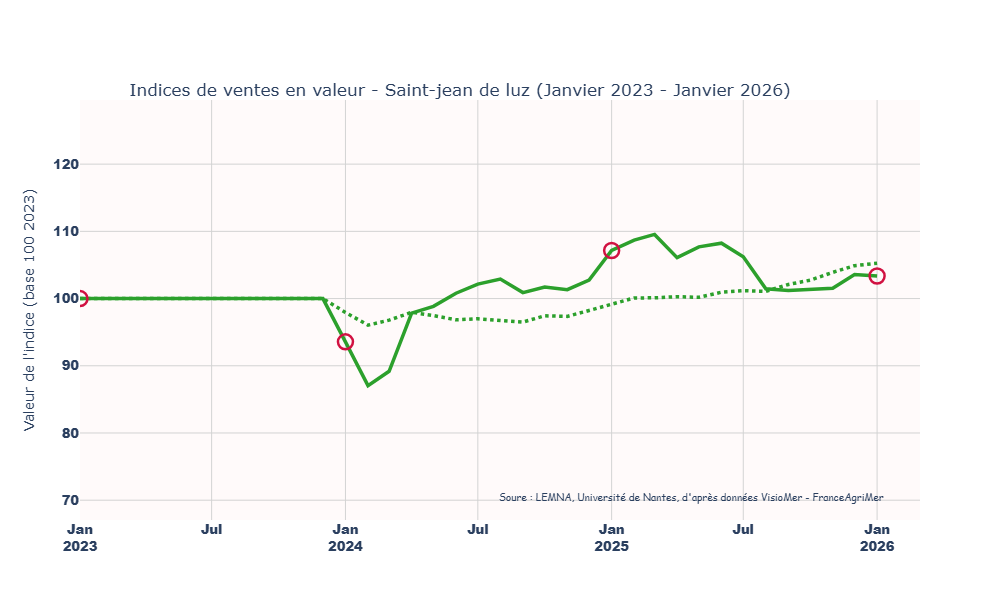 Indices de ventes en valeur - Saint-jean de luz (Janvier 2023 - Janvier 2026)
Valeur de l'indice (base 100 2023)
120
110
100
90
80
70
Soure : LEMNA, Université de Nantes, d'après données VisioMer - FranceAgriMer
Jan
2023
Jul
Jan
2024
Jul
Jan
2025
Jul
Jan
2026